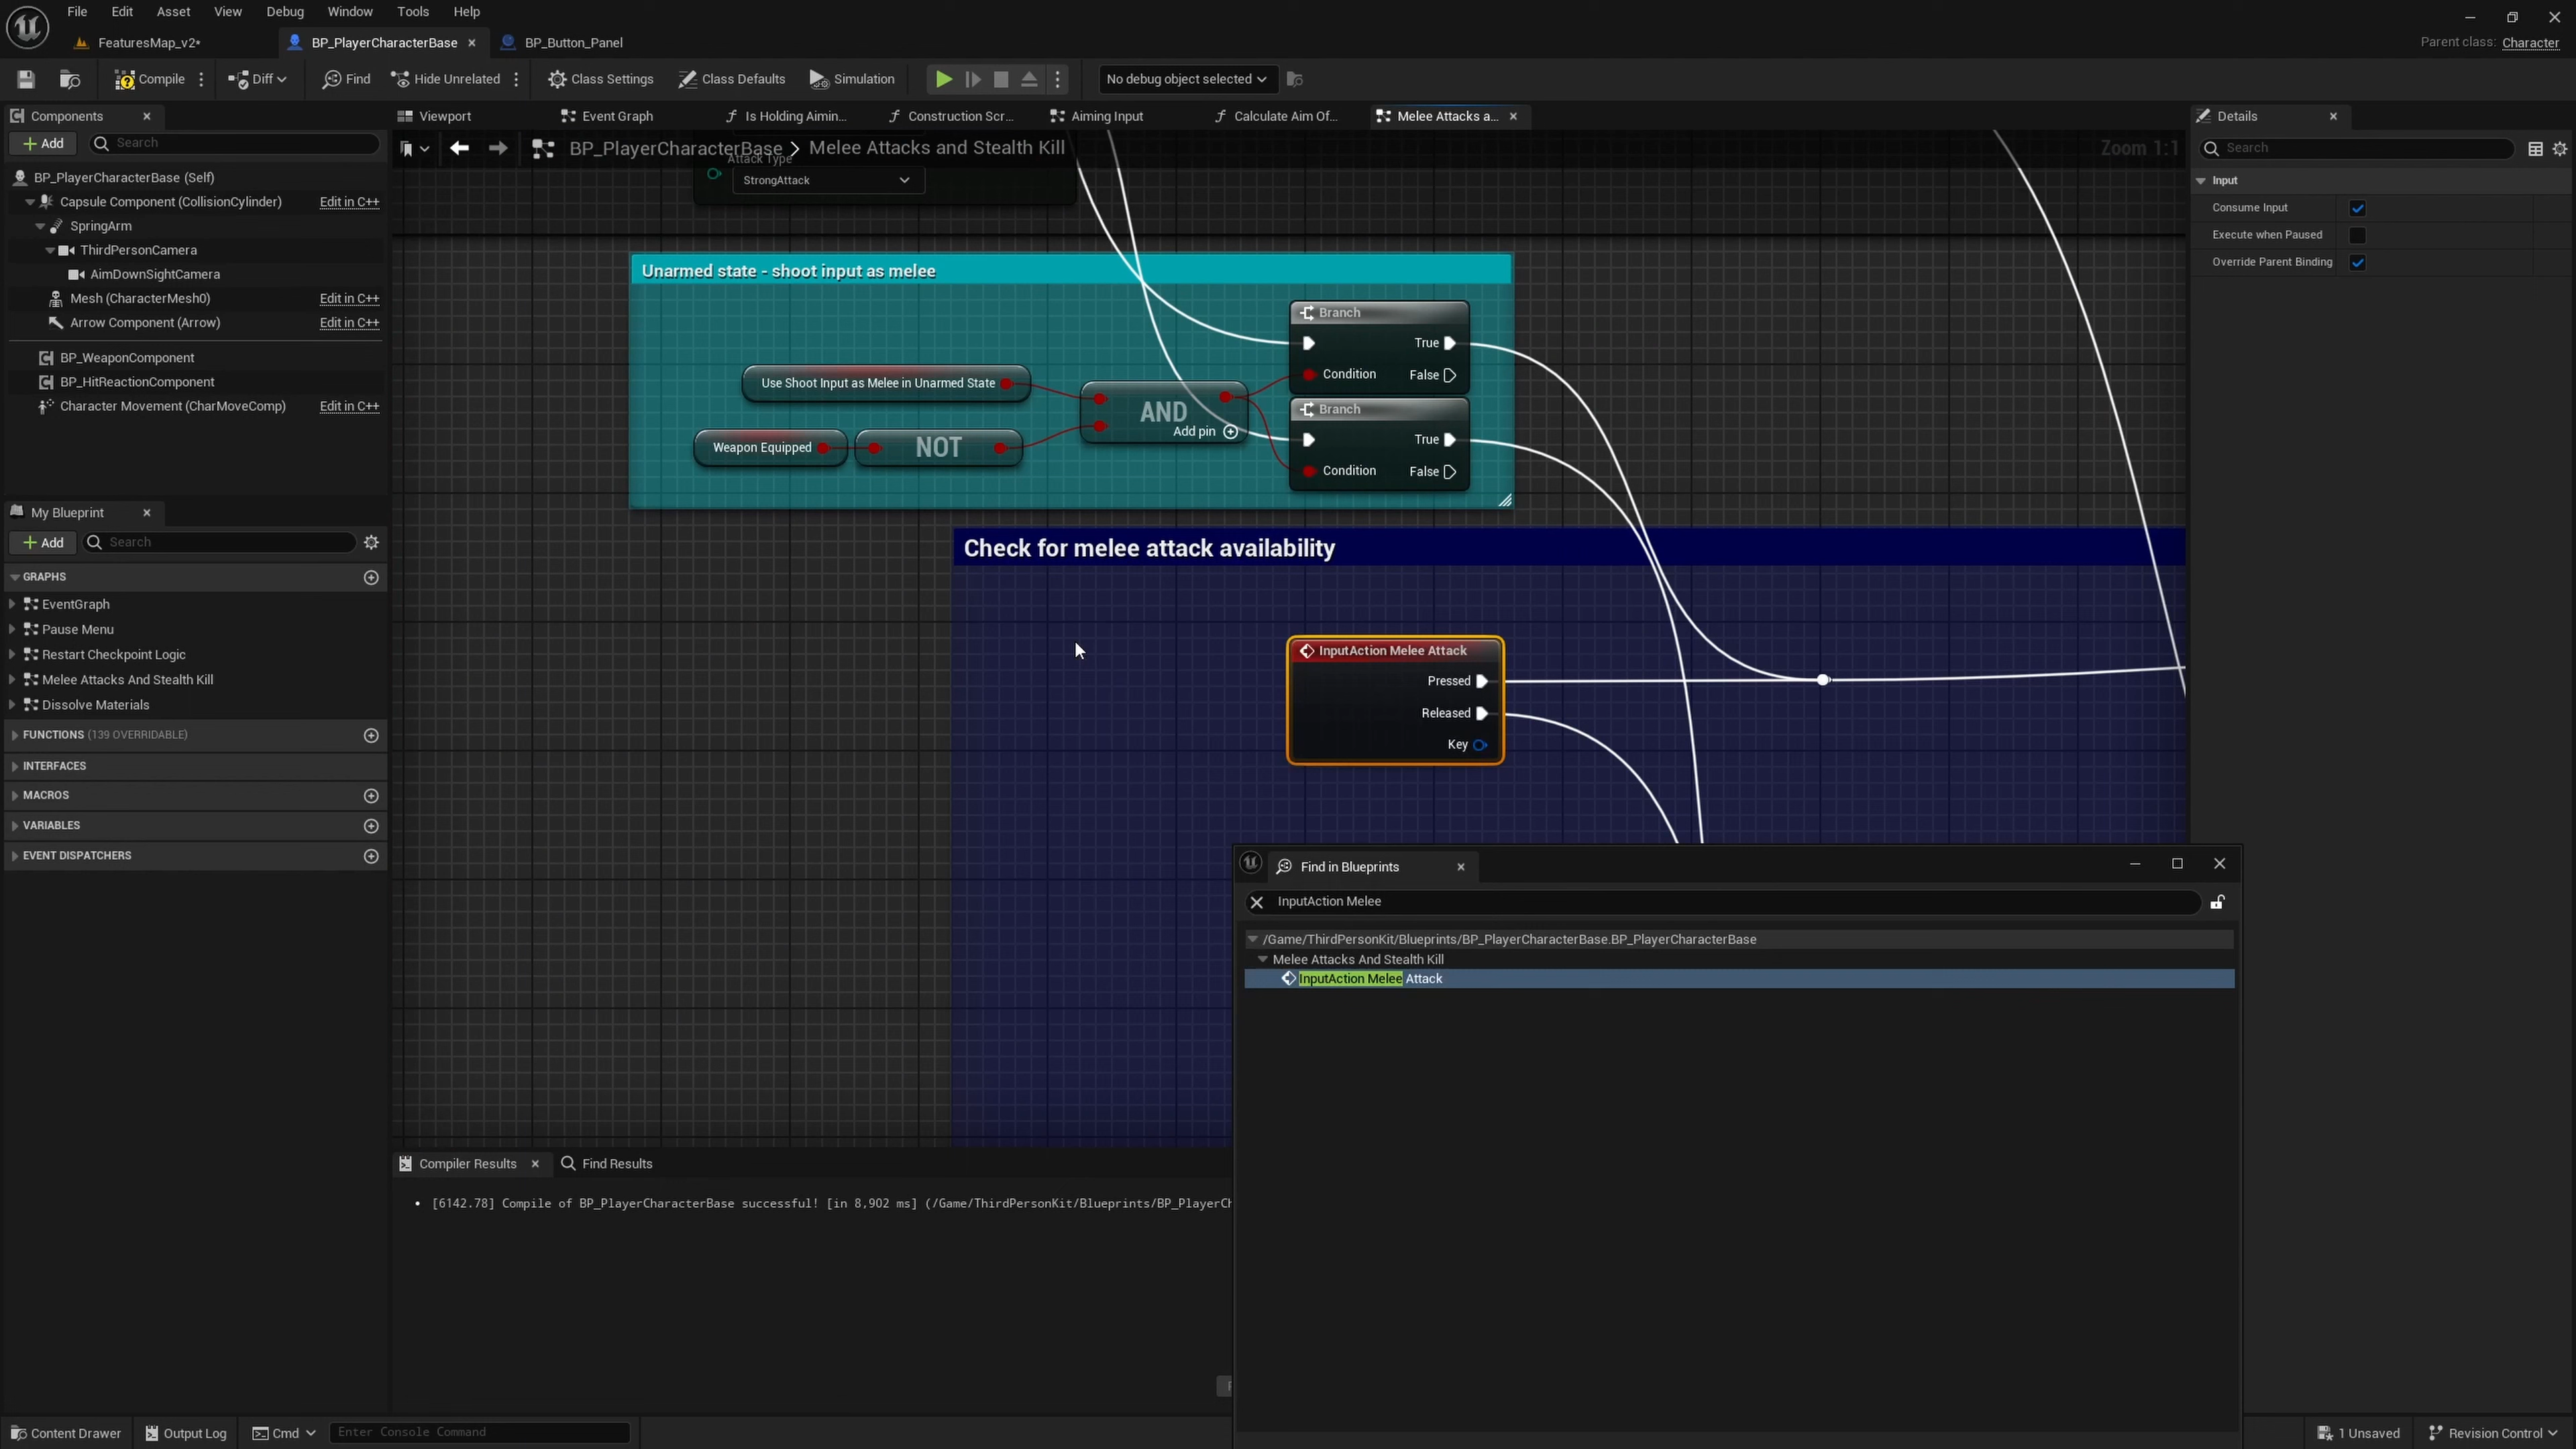 File Edit Asset View Debug Window Tools Help
FeaturesMap_v2* BP_PlayerCharacterBase BP_Button_Panel
Parent class: Character
Compile Diff Find Hide Unrelated Class Settings Class Defaults Simulation No debug object selected
Components
Add Search
BP_PlayerCharacterBase (Self)
Capsule Component (CollisionCylinder) Edit in C++
SpringArm
ThirdPersonCamera
AimDownSightCamera
Mesh (CharacterMesh0) Edit in C++
Arrow Component (Arrow) Edit in C++
BP_WeaponComponent
BP_HitReactionComponent
Character Movement (CharMoveComp) Edit in C++
My Blueprint
Add Search
GRAPHS
EventGraph
Pause Menu
Restart Checkpoint Logic
Melee Attacks And Stealth Kill
Dissolve Materials
FUNCTIONS (139 OVERRIDABLE)
INTERFACES
MACROS
VARIABLES
EVENT DISPATCHERS
Viewport Event Graph Is Holding Aimin... Construction Scr... Aiming Input Calculate Aim Of... Melee Attacks a...
BP_PlayerCharacterBase > Melee Attacks and Stealth Kill
Zoom 1:1
Attack Type
StrongAttack
Unarmed state - shoot input as melee
Branch
True
Condition False
Use Shoot Input as Melee in Unarmed State
AND
Add pin
Weapon Equipped NOT
Branch
True
Condition False
Check for melee attack availability
InputAction Melee Attack
Pressed
Released
Key
Find in Blueprints
InputAction Melee
/Game/ThirdPersonKit/Blueprints/BP_PlayerCharacterBase.BP_PlayerCharacterBase
Melee Attacks And Stealth Kill
InputAction Melee Attack
Compiler Results Find Results
[6142.78] Compile of BP_PlayerCharacterBase successful! [in 8,902 ms] (/Game/ThirdPersonKit/Blueprints/BP_PlayerCh
Details
Search
Input
Consume Input
Execute when Paused
Override Parent Binding
Content Drawer Output Log Cmd Enter Console Command
1 Unsaved Revision Control